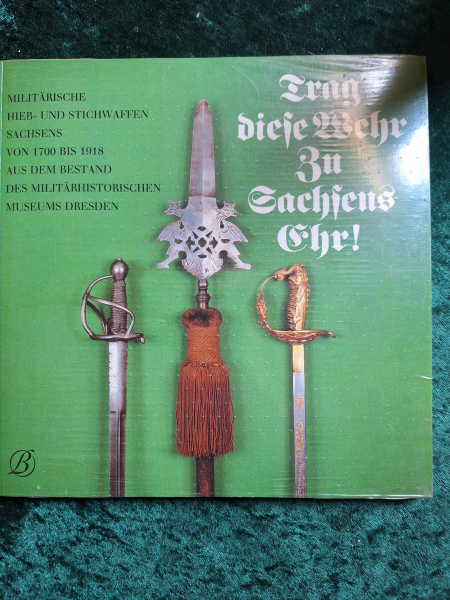 MILITÄRISCHE
HIEB- UND STICHWAFFEN
SACHSENS
VON 1700 BIS 1918
AUS DEM BESTAND
DES MILITÄRHISTORISCHEN
MUSEUMS DRESDEN
Trag
dieſe Wehr
Zu
Sachſens
Ehr!
B